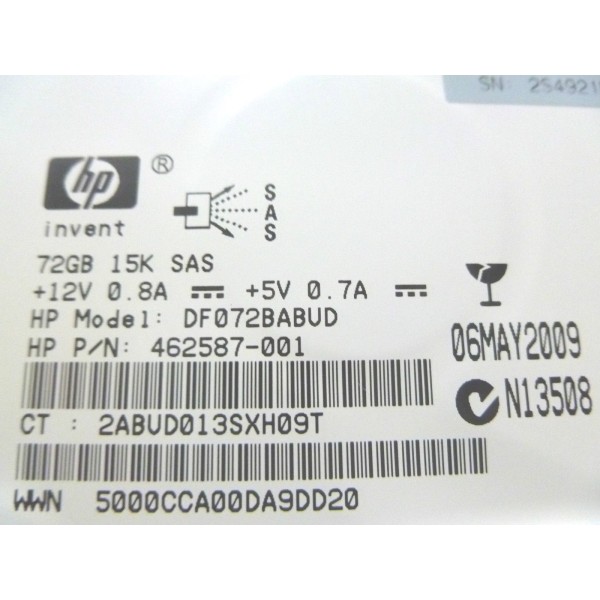 SN: 2S4921
hp ®
invent
S
A
S
72GB 15K SAS
+12V 0.8A +5V 0.7A
HP Model: DF072BABUD
HP P/N: 462587-001
06MAY2009
N13508
CT : 2ABUD013SXH09T
WWN 5000CCA00DA9DD20